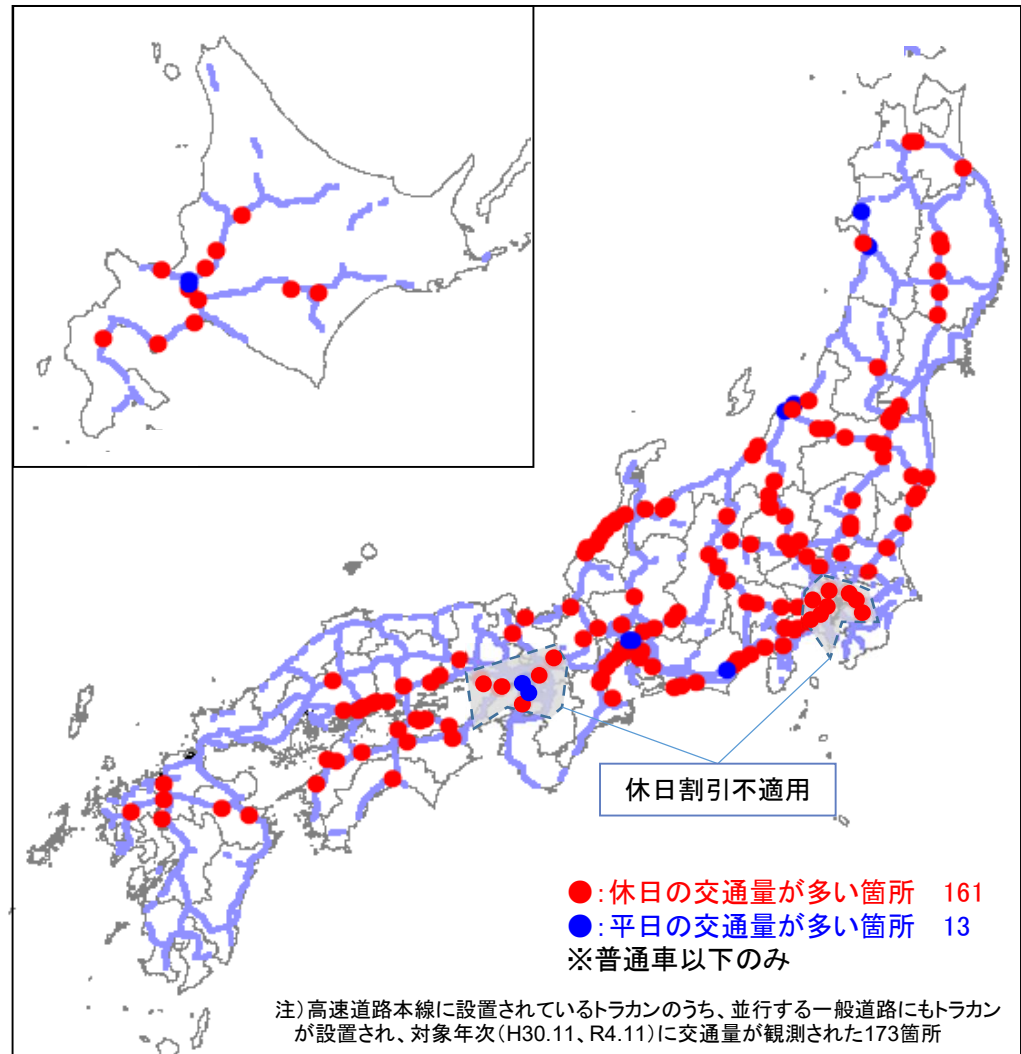 休日割引不適用
●:休日の交通量が多い箇所 161
●:平日の交通量が多い箇所 13
※普通車以下のみ
注)高速道路本線に設置されているトラカンのうち、並行する一般道路にもトラカン
が設置され、対象年次(H30.11、R4.11)に交通量が観測された173箇所